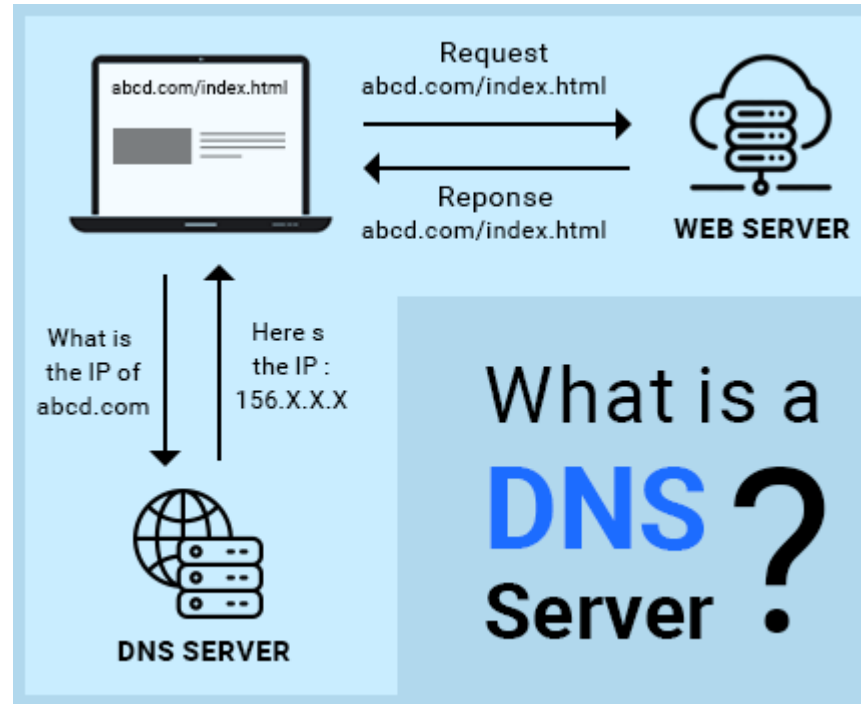 abcd.com/index.html
Request
abcd.com/index.html
Reponse
abcd.com/index.html
WEB SERVER
What is
the IP of
abcd.com
Here s
the IP :
156.X.X.X
DNS SERVER
What is a
DNS
Server ?